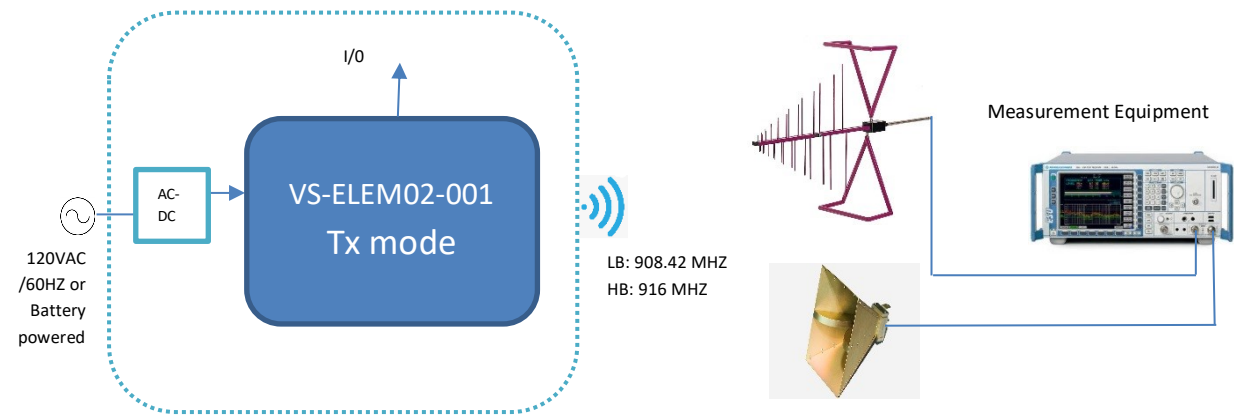 I/0
Measurement Equipment
AC-
DC
VS-ELEM02-001
Tx mode
120VAC
/60HZ or
Battery
powered
LB: 908.42 MHZ
HB: 916 MHZ